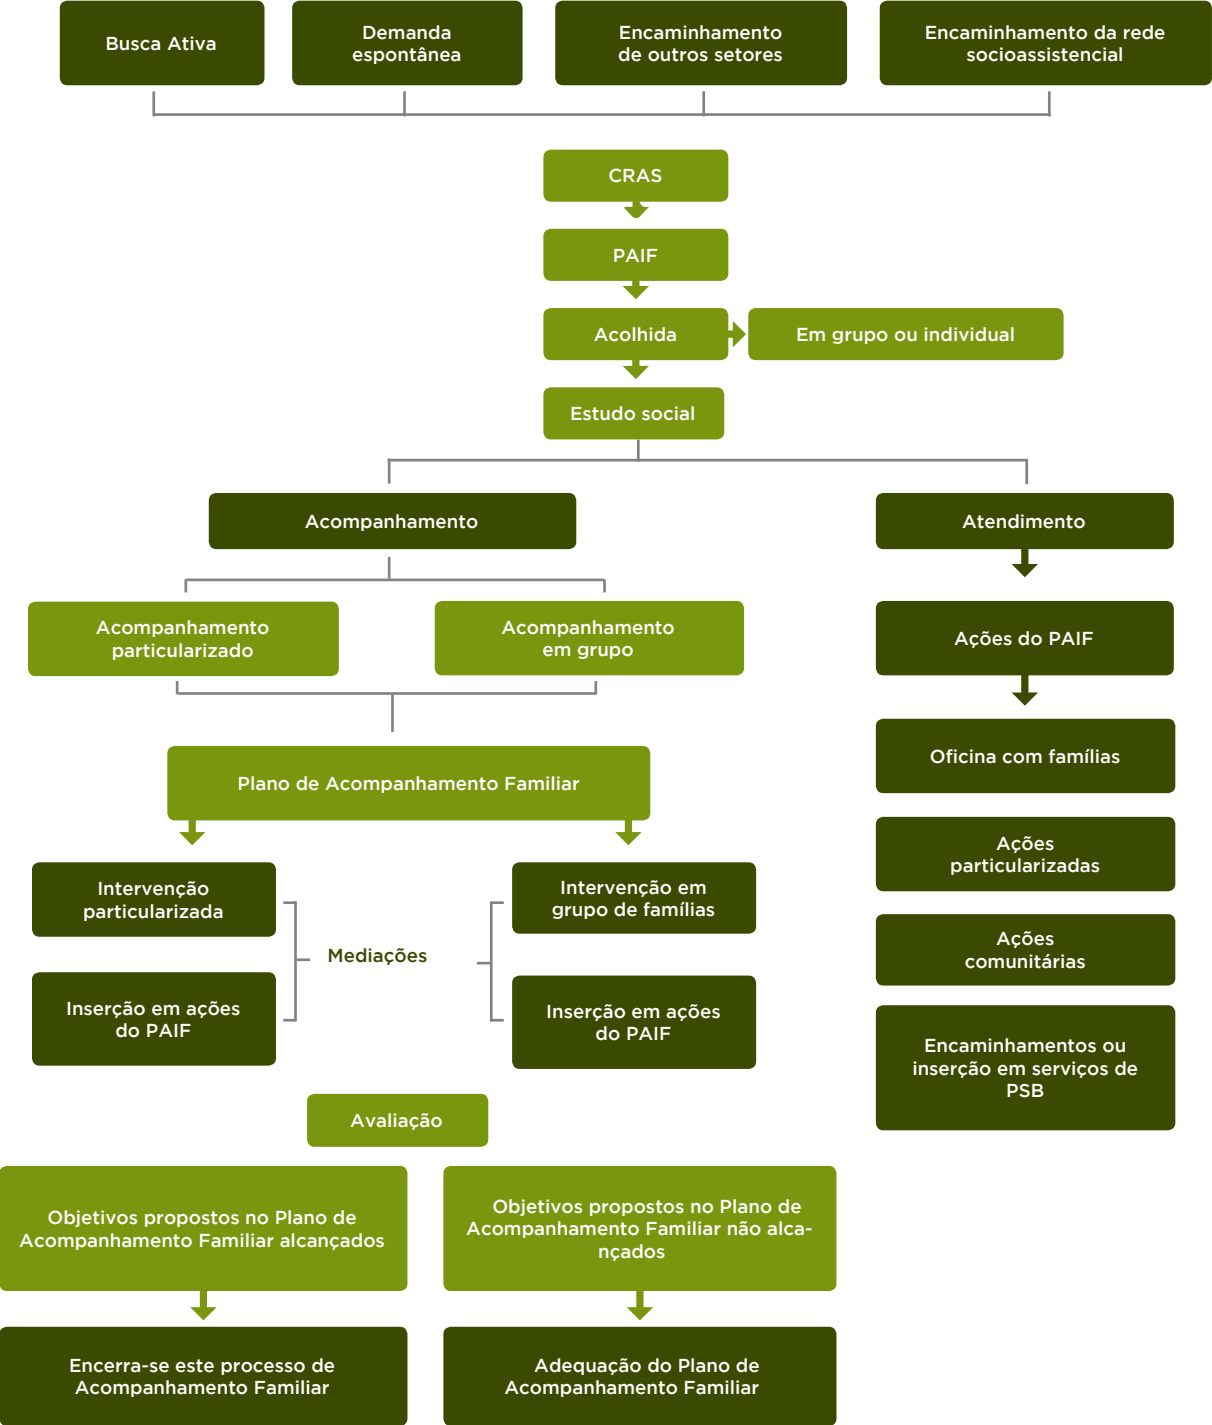 Busca Ativa
Demanda
espontânea
Encaminhamento
de outros setores
Encaminhamento da rede
socioassistencial
CRAS
PAIF
Acolhida
Em grupo ou individual
Estudo social
Acompanhamento
Atendimento
Acompanhamento
particularizado
Acompanhamento
em grupo
Ações do PAIF
Plano de Acompanhamento Familiar
Oficina com famílias
Intervenção
particularizada
Intervenção em
grupo de famílias
Ações
particularizadas
Mediações
Ações
comunitárias
Inserção em ações
do PAIF
Inserção em ações
do PAIF
Encaminhamentos ou
inserção em serviços de
PSB
Avaliação
Objetivos propostos no Plano de
Acompanhamento Familiar alcançados
Objetivos propostos no Plano de
Acompanhamento Familiar não alca-
nçados
Encerra-se este processo de
Acompanhamento Familiar
Adequação do Plano de
Acompanhamento Familiar